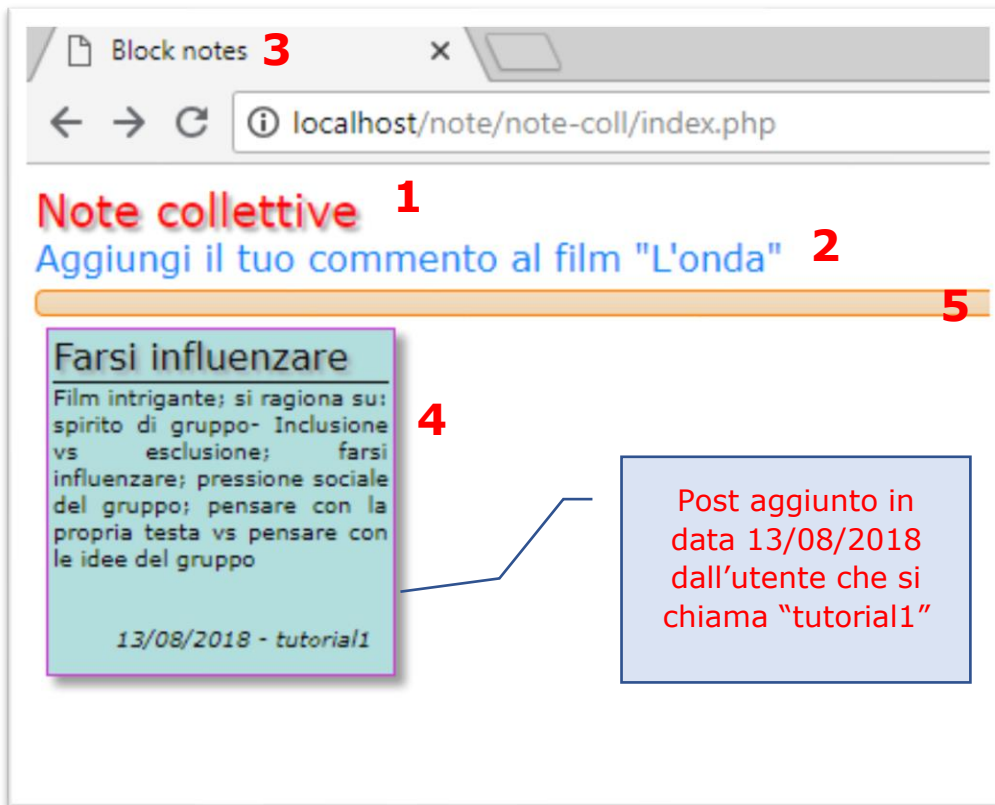 Block notes 3
localhost/note/note-coll/index.php
Note collettive 1
Aggiungi il tuo commento al film "L'onda" 2
5
Farsi influenzare
Film intrigante; si ragiona su:
spirito di gruppo- Inclusione
vs esclusione; farsi
influenzare; pressione sociale
del gruppo; pensare con la
propria testa vs pensare con
le idee del gruppo
13/08/2018 - tutorial1
4
Post aggiunto in
data 13/08/2018
dall’utente che si
chiama “tutorial1”